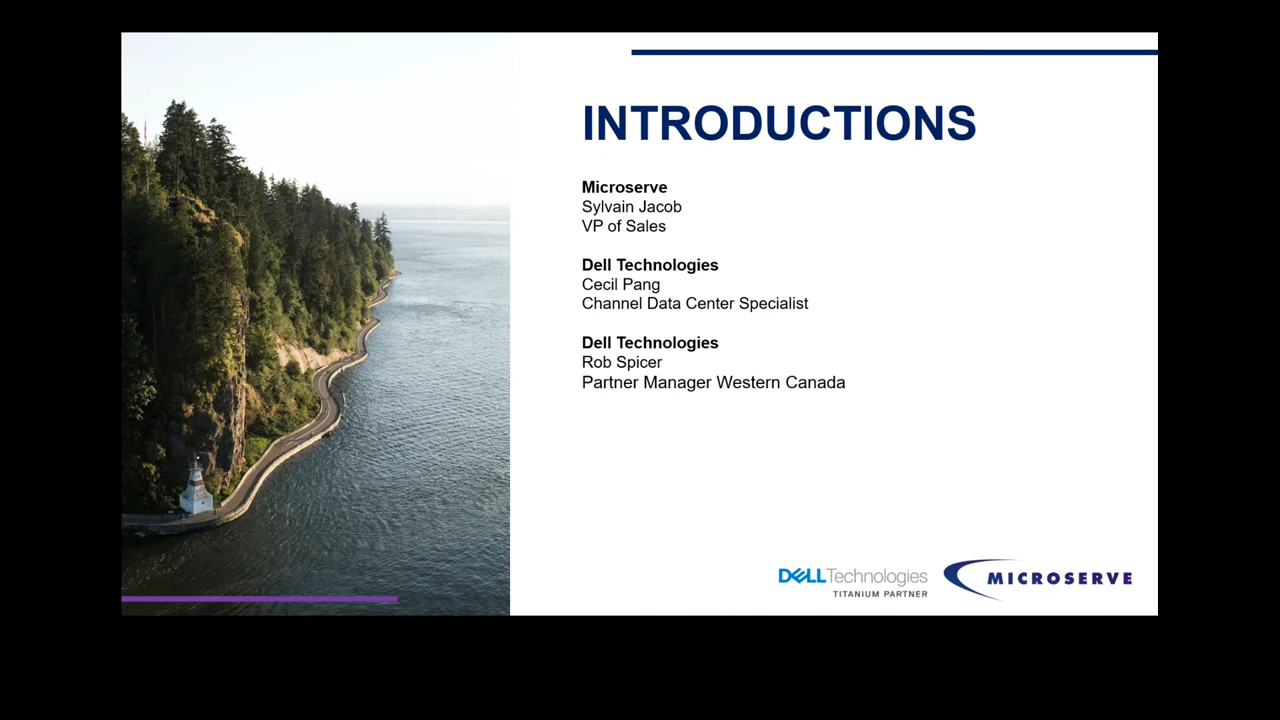 INTRODUCTIONS
Microserve
Sylvain Jacob
VP of Sales
Dell Technologies
Cecil Pang
Channel Data Center Specialist
Dell Technologies
Rob Spicer
Partner Manager Western Canada
DELLTechnologies
TITANIUM PARTNER
MICROSERVE